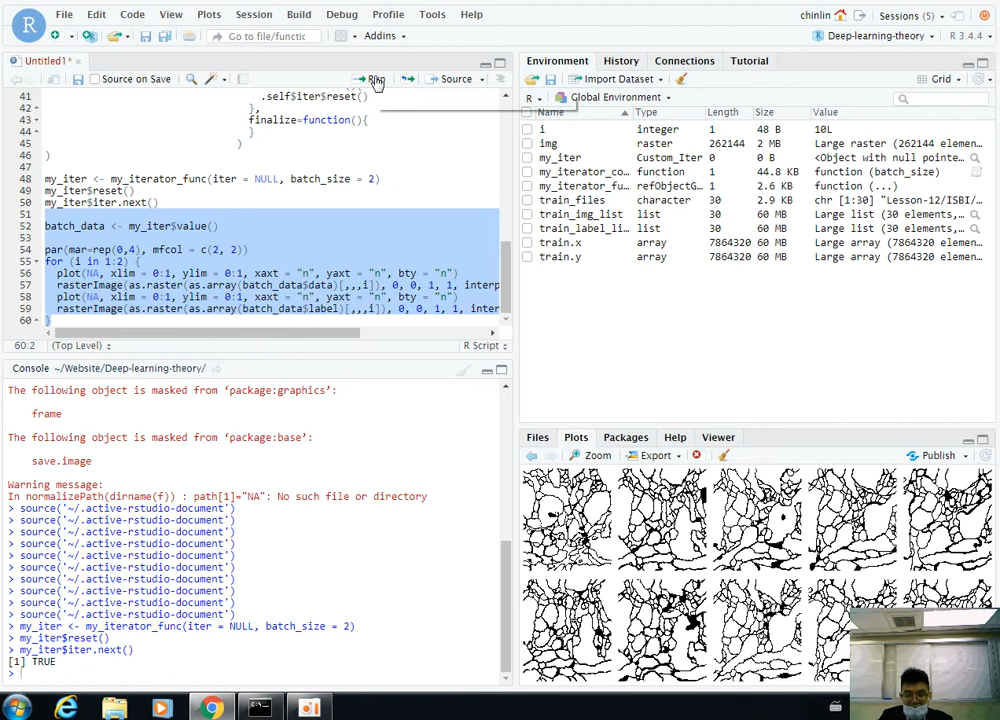 File Edit Code View Plots Session Build Debug Profile Tools Help
chinlin Sessions (5)
Go to file/functic Addins
Deep-learning-theory R 3.4.4
Untitled1*
Source on Save Run Source
41 .self$iter$reset()
42 },
43 finalize=function(){
44 }
45 )
46 )
47
48 my_iter <- my_iterator_func(iter = NULL, batch_size = 2)
49 my_iter$reset()
50 my_iter$iter.next()
51
52 batch_data <- my_iter$value()
53
54 par(mar=rep(0,4), mfcol = c(2, 2))
55 for (i in 1:2) {
56 plot(NA, xlim = 0:1, ylim = 0:1, xaxt = "n", yaxt = "n", bty = "n")
57 rasterImage(as.raster(as.array(batch_data$data)[,,,i]), 0, 0, 1, 1, interp
58 plot(NA, xlim = 0:1, ylim = 0:1, xaxt = "n", yaxt = "n", bty = "n")
59 rasterImage(as.raster(as.array(batch_data$label)[,,,i]), 0, 0, 1, 1, inter
60 }
60:2 (Top Level) R Script
Console ~/Website/Deep-learning-theory/
The following object is masked from ‘package:graphics’:
frame
The following object is masked from ‘package:base’:
save.image
Warning message:
In normalizePath(dirname(f)) : path[1]="NA": No such file or directory
> source('~/.active-rstudio-document')
> source('~/.active-rstudio-document')
> source('~/.active-rstudio-document')
> source('~/.active-rstudio-document')
> source('~/.active-rstudio-document')
> source('~/.active-rstudio-document')
> source('~/.active-rstudio-document')
> source('~/.active-rstudio-document')
> source('~/.active-rstudio-document')
> source('~/.active-rstudio-document')
> my_iter <- my_iterator_func(iter = NULL, batch_size = 2)
> my_iter$reset()
> my_iter$iter.next()
[1] TRUE
>
Environment History Connections Tutorial
Import Dataset Grid
R Global Environment
Name Type Length Size Value
i integer 1 48 B 10L
img raster 262144 2 MB Large raster (262144 elemen…
my_iter Custom_Iter 0 0 B <Object with null pointe…
my_iterator_co… function 1 44.8 KB function (batch_size)
my_iterator_fu… refObjectG… 1 2.6 KB function (...)
train_files character 30 2.9 KB chr [1:30] "Lesson-12/ISBI/…
train_img_list list 30 60 MB Large list (30 elements,…
train_label_li… list 30 60 MB Large list (30 elements,…
train.x array 7864320 60 MB Large array (7864320 elemen…
train.y array 7864320 60 MB Large array (7864320 elemen…
Files Plots Packages Help Viewer
Zoom Export Publish